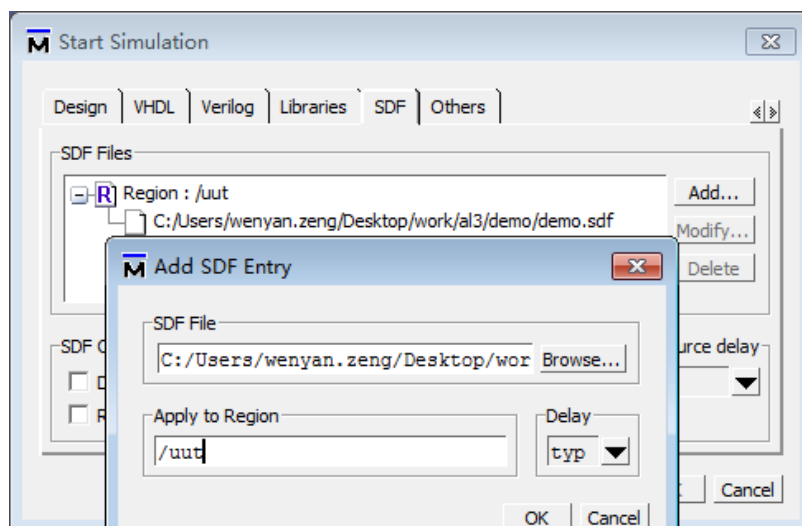 Start Simulation
Design VHDL Verilog Libraries SDF Others
SDF Files
Region : /uut
C:/Users/wenyan.zeng/Desktop/work/al3/demo/demo.sdf
Add...
Modify...
Delete
Add SDF Entry
SDF File
C:/Users/wenyan.zeng/Desktop/wor
Browse...
Apply to Region
/uut
Delay
typ
OK Cancel
SDF
delay
Cancel